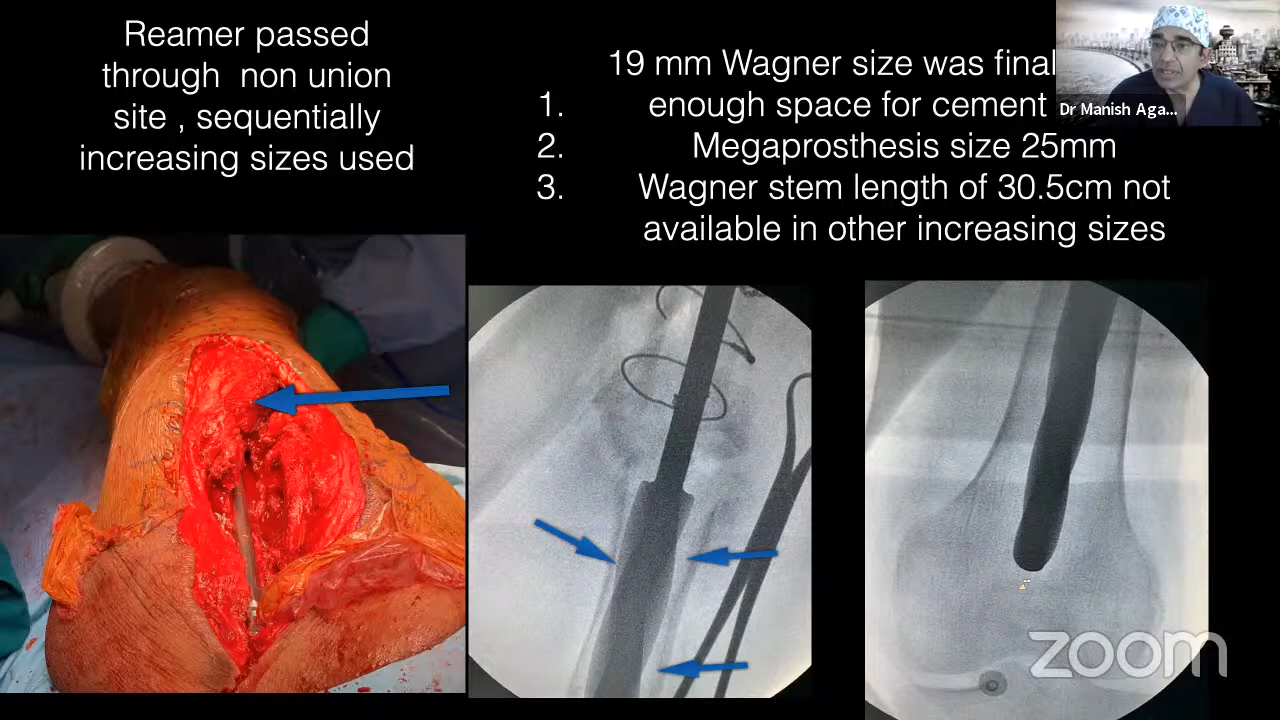 Reamer passed
through non union
site , sequentially
increasing sizes used
19 mm Wagner size was final
1. enough space for cement
2. Megaprosthesis size 25mm
3. Wagner stem length of 30.5cm not
available in other increasing sizes
Dr Manish Aga...
zoom